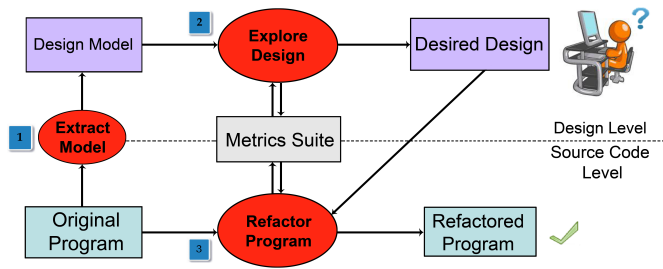 2
Explore
Design
Design Model
Desired Design
?
1
Extract
Model
Metrics Suite
Design Level
Source Code
Level
Original
Program
Refactor
Program
Refactored
Program
3